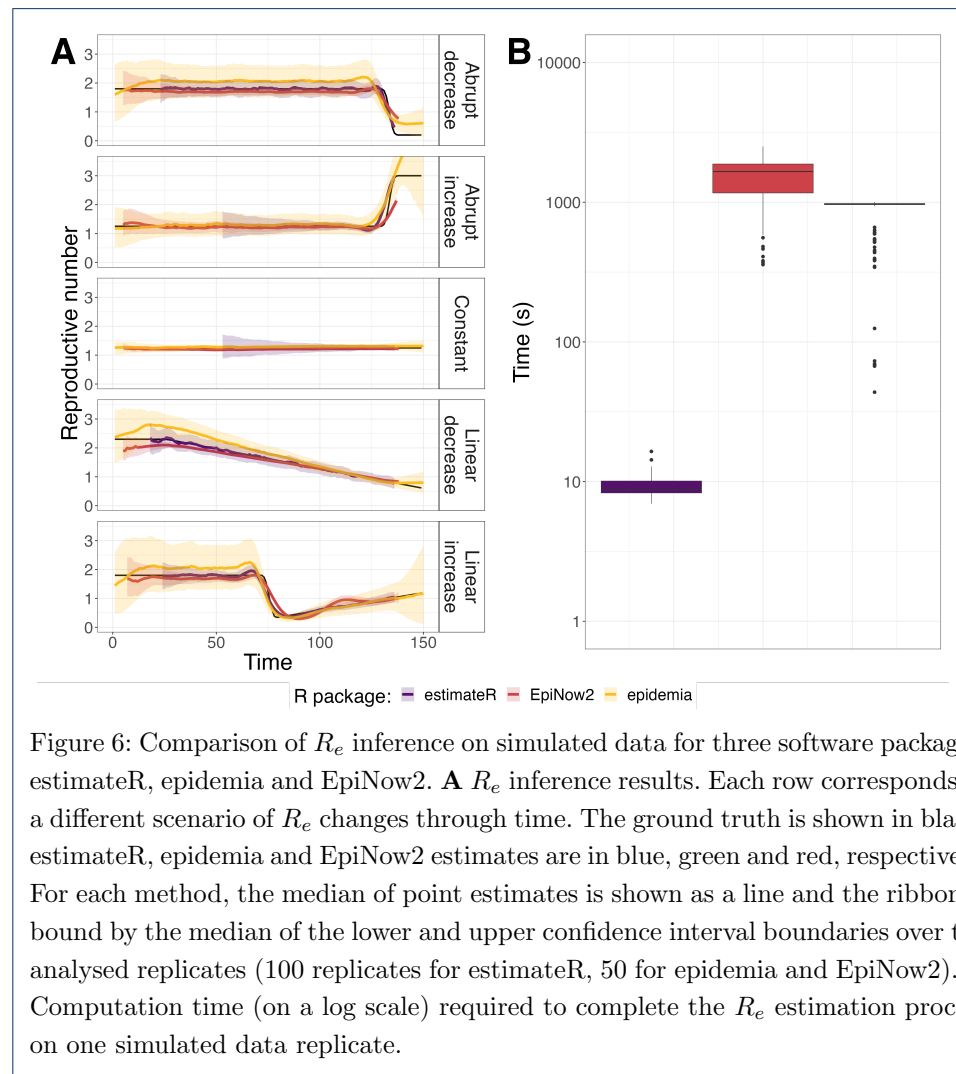 A
B
Reproductive number
3
2
1
0
Abrupt
decrease
3
2
1
0
Abrupt
increase
3
2
1
0
Constant
3
2
1
0
Linear
decrease
3
2
1
0
Linear
increase
0
50
100
150
Time
Time (s)
10000
1000
100
10
1
R package: estimateR EpiNow2 epidemia
Figure 6: Comparison of Re inference on simulated data for three software packag
estimateR, epidemia and EpiNow2. A Re inference results. Each row corresponds
a different scenario of Re changes through time. The ground truth is shown in bla
estimateR, epidemia and EpiNow2 estimates are in blue, green and red, respective
For each method, the median of point estimates is shown as a line and the ribbon
bound by the median of the lower and upper confidence interval boundaries over t
analysed replicates (100 replicates for estimateR, 50 for epidemia and EpiNow2).
Computation time (on a log scale) required to complete the Re estimation proc
on one simulated data replicate.